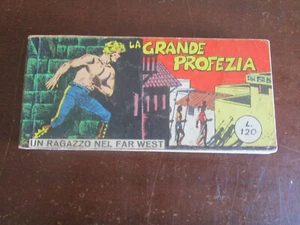 LA GRANDE
PROFEZIA
UN RAGAZZO NEL FAR WEST
L.
120